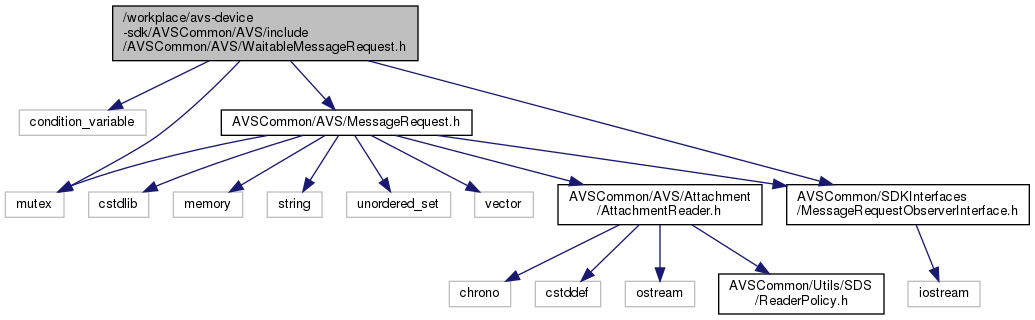 /workplace/avs-device
-sdk/AVSCommon/AVS/include
/AVSCommon/AVS/WaitableMessageRequest.h
condition_variable
AVSCommon/AVS/MessageRequest.h
mutex
cstdlib
memory
string
unordered_set
vector
AVSCommon/AVS/Attachment
/AttachmentReader.h
AVSCommon/SDKInterfaces
/MessageRequestObserverInterface.h
chrono
cstddef
ostream
AVSCommon/Utils/SDS
/ReaderPolicy.h
iostream